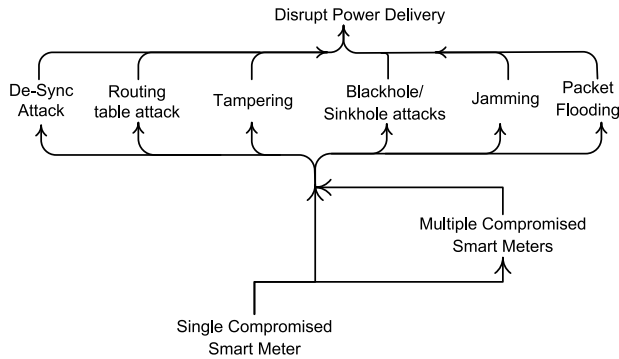 Disrupt Power Delivery
De-Sync
Attack
Routing
table attack
Tampering
Blackhole/
Sinkhole attacks
Jamming
Packet
Flooding
Multiple Compromised
Smart Meters
Single Compromised
Smart Meter